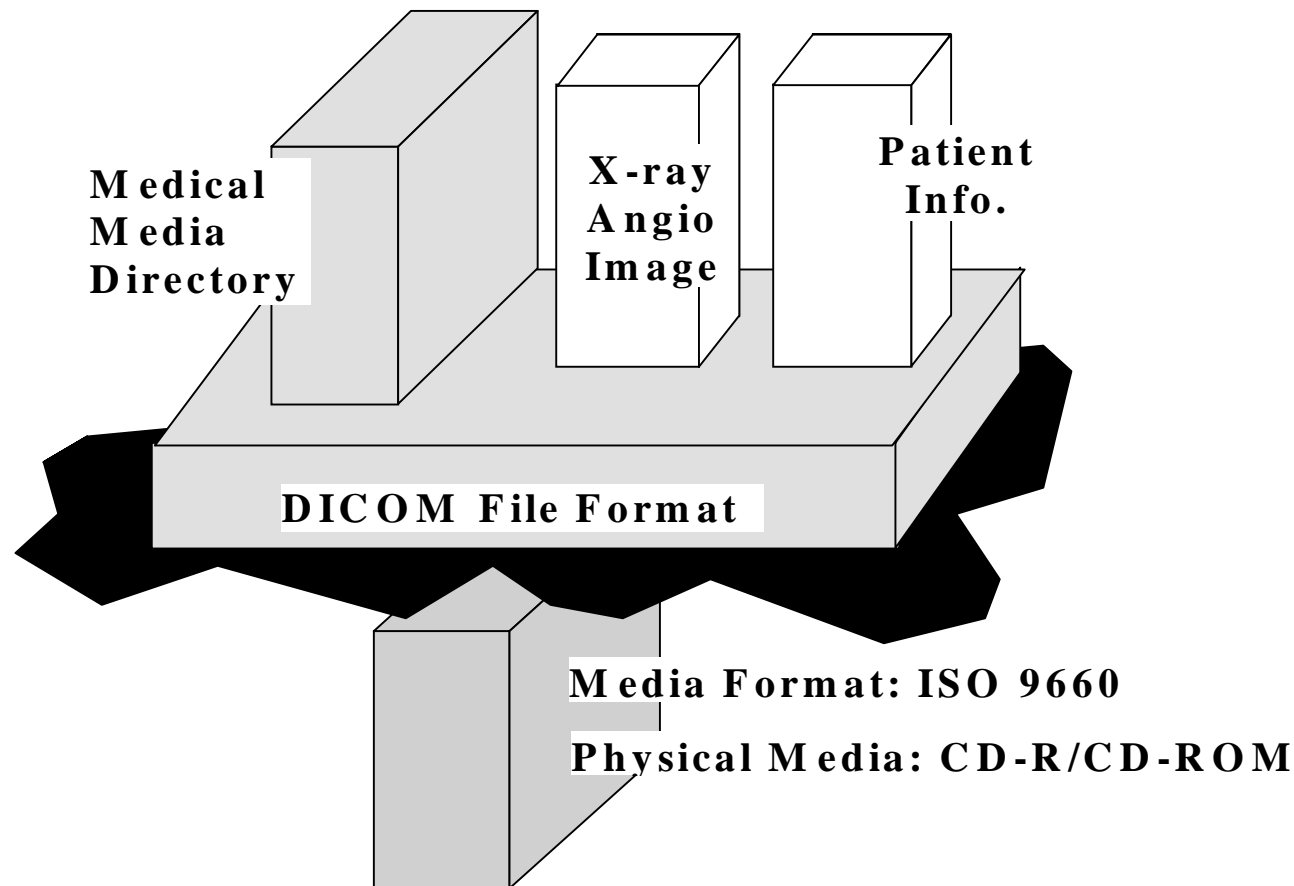 Medical
Media
Directory
X-ray
Angio
Image
Patient
Info.
DICOM File Format
Media Format: ISO 9660
Physical Media: CD-R/CD-ROM